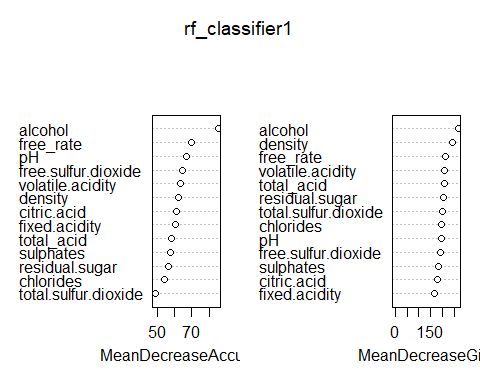 rf_classifier1
alcohol
free_rate
pH
free.sulfur.dioxide
volatile.acidity
density
citric.acid
fixed.acidity
total_acid
sulphates
residual.sugar
chlorides
total.sulfur.dioxide
50 70
MeanDecreaseAccu
alcohol
density
free_rate
volatile.acidity
total_acid
residual.sugar
total.sulfur.dioxide
chlorides
pH
free.sulfur.dioxide
sulphates
citric.acid
fixed.acidity
0 150
MeanDecreaseGi